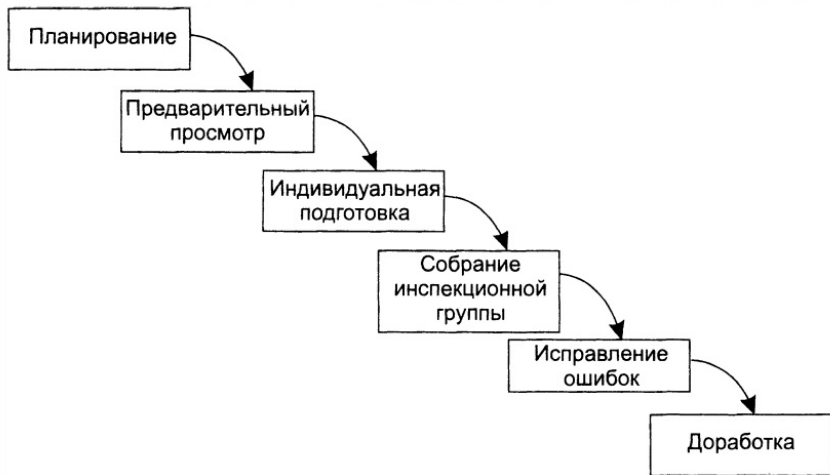 Планирование
Предварительный
просмотр
Индивидуальная
подготовка
Собрание
инспекционной
группы
Исправление
ошибок
Доработка